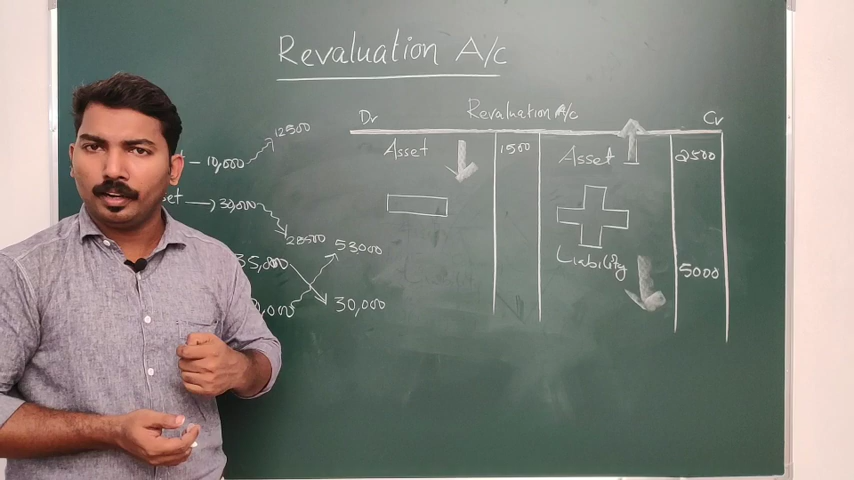 Revaluation A/c
Dr Revaluation A/c Cr
12500
10,000
30,000
28500
35,000
53000
30,000
Asset 1500 Asset 2500
Liability 5000